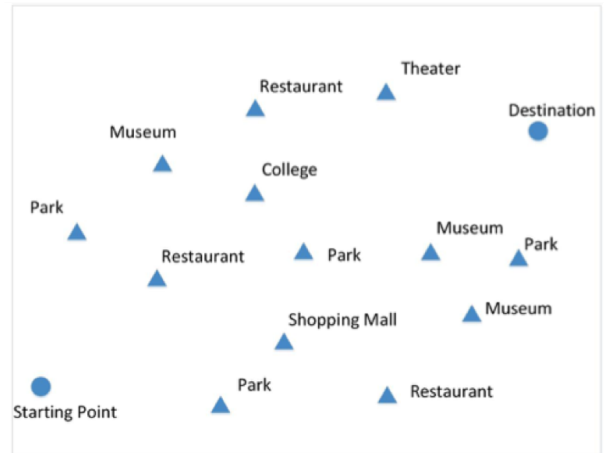 Theater
Restaurant
Destination
Museum
College
Park
Museum
Park
Restaurant
Park
Museum
Shopping Mall
Park
Restaurant
Starting Point